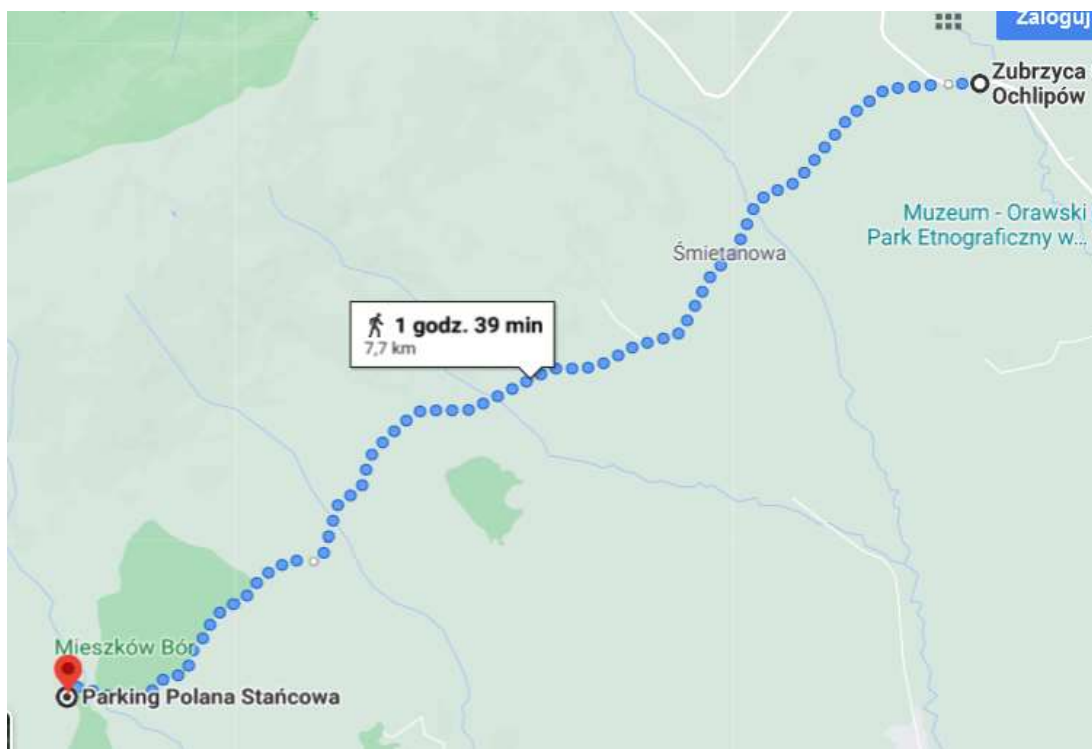 Zaloguj
Zubrzyca
Ochlipów
Muzeum - Orawski
Park Etnograficzny w...
Śmietanowa
1 godz. 39 min
7,7 km
Mieszków Bór
Parking Polana Stańcowa